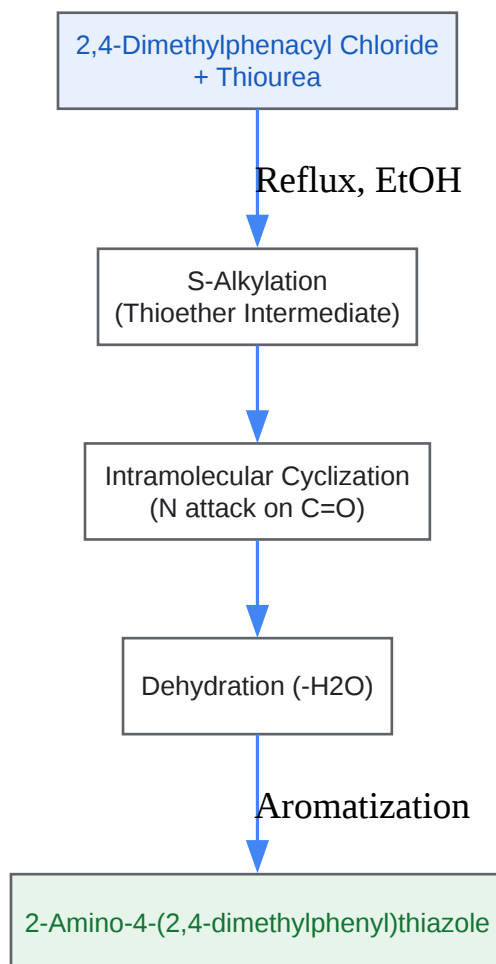 2,4-Dimethylphenacyl Chloride
+ Thiourea
Reflux, EtOH
S-Alkylation
(Thioether Intermediate)
Intramolecular Cyclization
(N attack on C=O)
Dehydration (-H2O)
Aromatization
2-Amino-4-(2,4-dimethylphenyl)thiazole